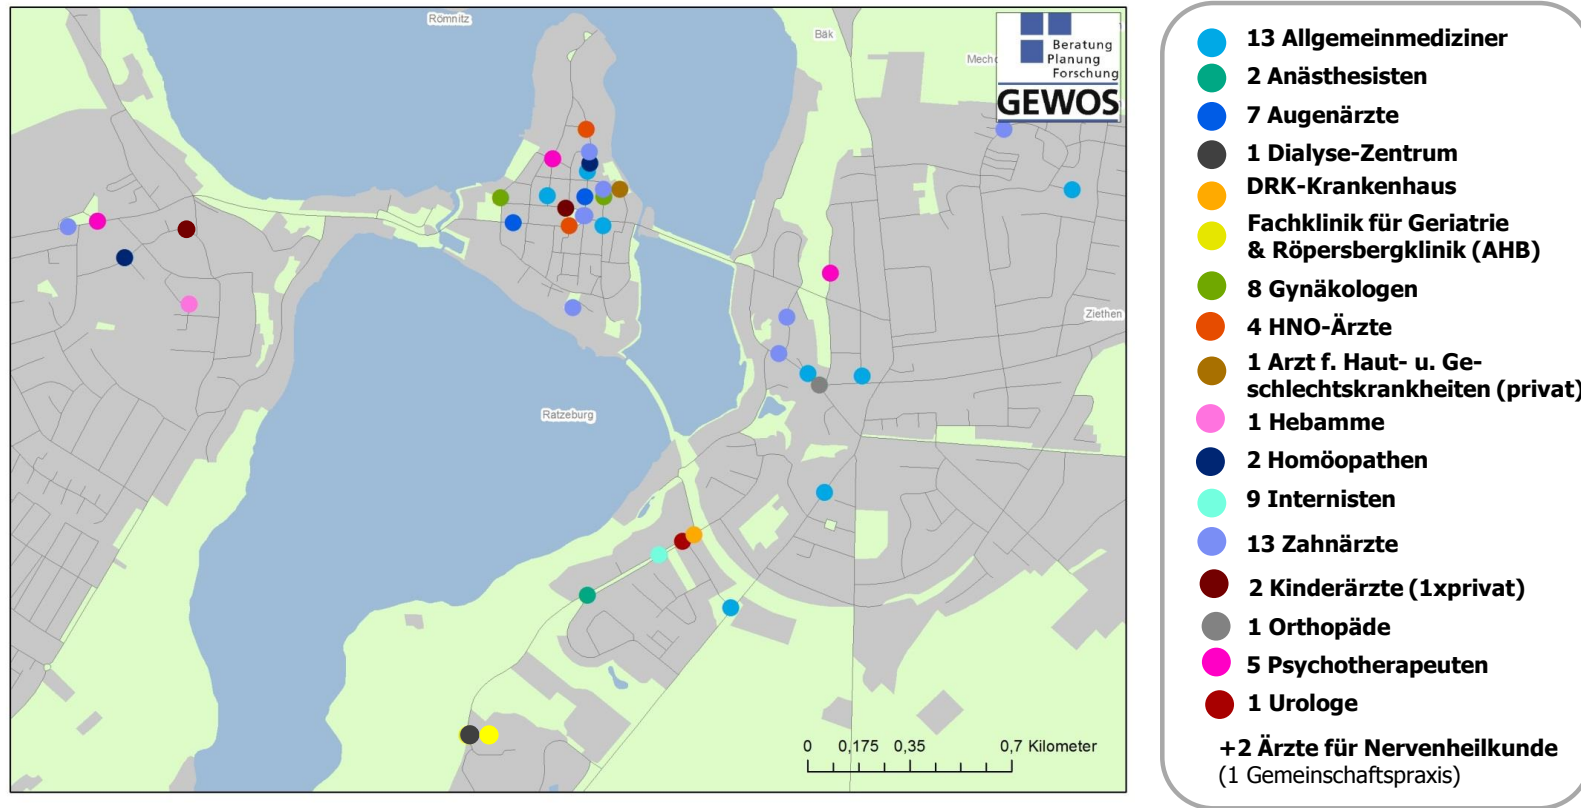 Römnitz
Bäk
Beratung
Planung
Forschung
GEWOS
Ziethen
Ratzeburg
0 0,175 0,35 0,7 Kilometer
13 Allgemeinmediziner
2 Anästhesisten
7 Augenärzte
1 Dialyse-Zentrum
DRK-Krankenhaus
Fachklinik für Geriatrie
& Röpersbergklinik (AHB)
8 Gynäkologen
4 HNO-Ärzte
1 Arzt f. Haut- u. Ge-
schlechtskrankheiten (privat)
1 Hebamme
2 Homöopathen
9 Internisten
13 Zahnärzte
2 Kinderärzte (1xprivat)
1 Orthopäde
5 Psychotherapeuten
1 Urologe
+2 Ärzte für Nervenheilkunde
(1 Gemeinschaftspraxis)